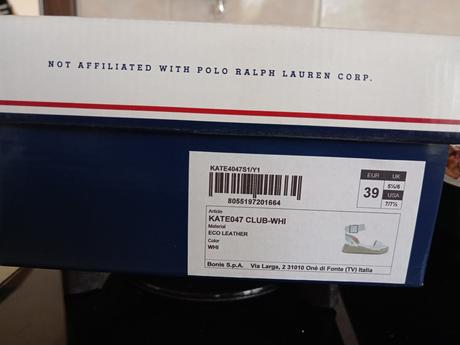 NOT AFFILIATED WITH POLO RALPH LAUREN CORP.
KATE4047S1/Y1
8055197201664
EUR UK
39 5½/6
USA
7/7½
Article
KATE047 CLUB-WHI
Material
ECO LEATHER
Color
WHI
Bonis S.p.A. Via Larga, 2 31010 Onè di Fonte (TV) Italia